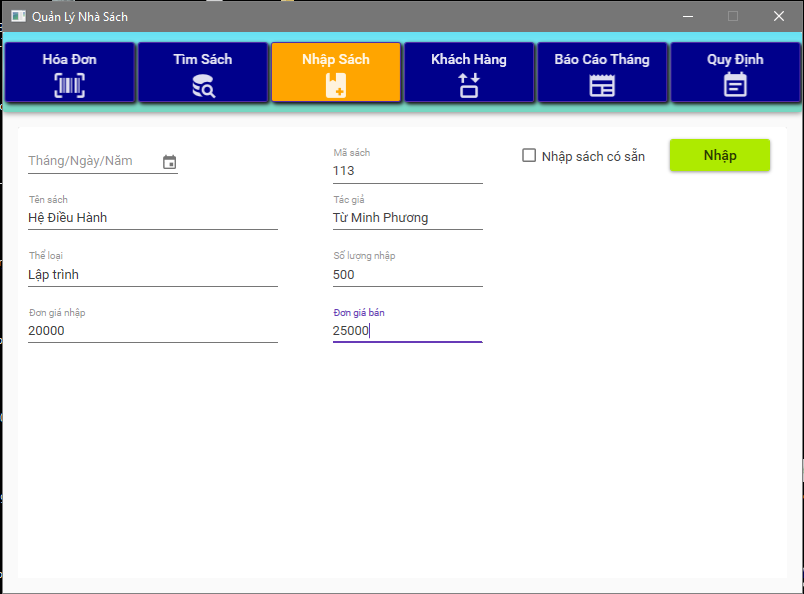 Quản Lý Nhà Sách
Hóa Đơn
Tìm Sách
Nhập Sách
Khách Hàng
Báo Cáo Tháng
Quy Định
Tháng/Ngày/Năm
Mã sách
113
Nhập sách có sẵn
Nhập
Tên sách
Hệ Điều Hành
Tác giả
Từ Minh Phương
Thể loại
Lập trình
Số lượng nhập
500
Đơn giá nhập
20000
Đơn giá bán
25000